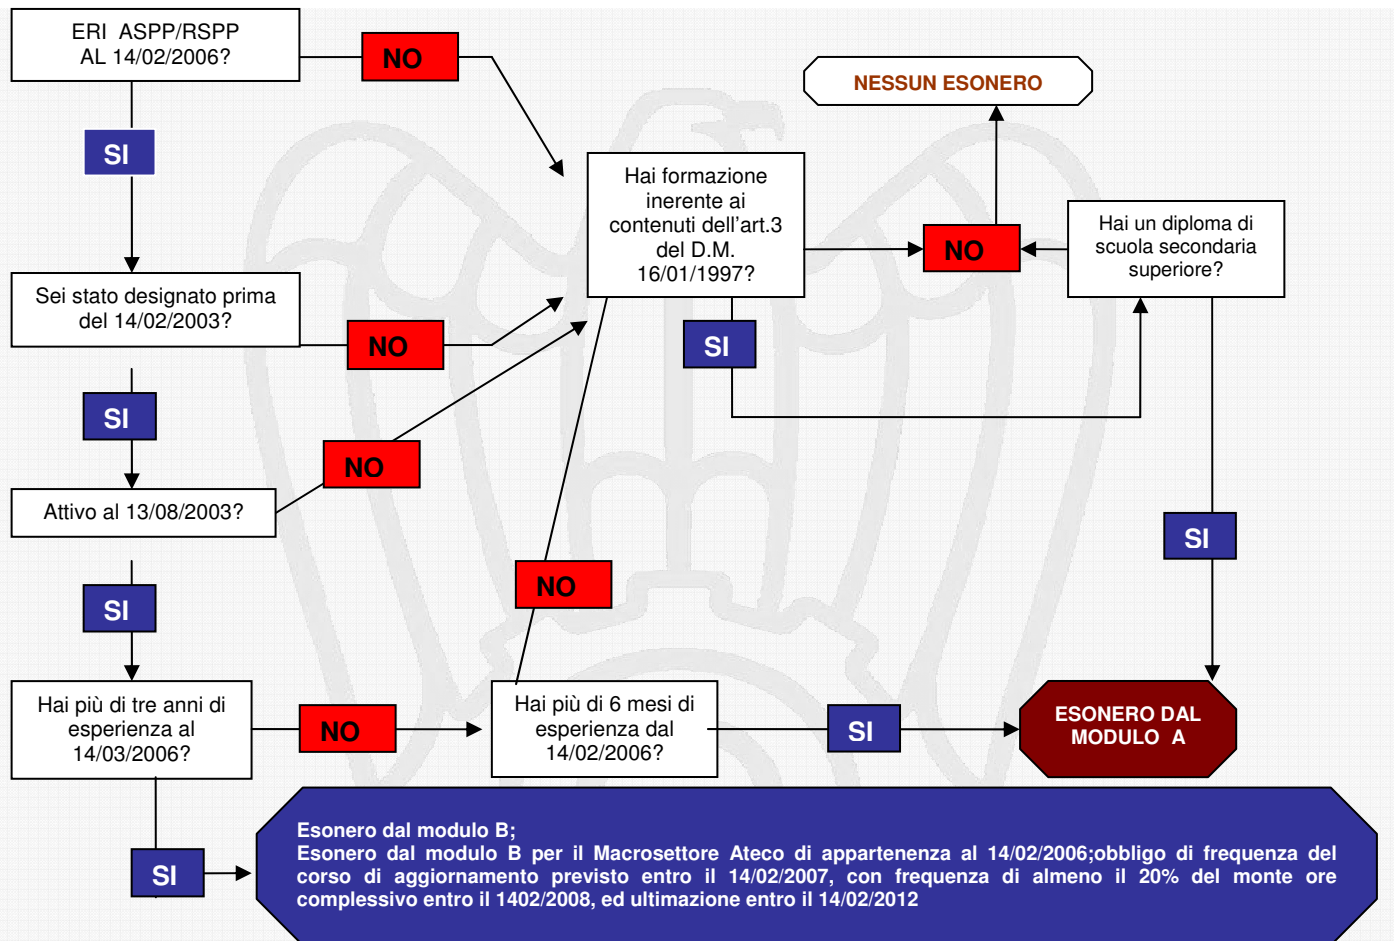 ERI ASPP/RSPP
AL 14/02/2006?
NO
NESSUN ESONERO
SI
Hai formazione
inerente ai
contenuti dell'art.3
del D.M.
16/01/1997?
NO
Hai un diploma di
scuola secondaria
superiore?
Sei stato designato prima
del 14/02/2003?
NO
SI
SI
NO
Attivo al 13/08/2003?
SI
NO
SI
Hai più di tre anni di
esperienza al
14/03/2006?
NO
Hai più di 6 mesi di
esperienza dal
14/02/2006?
SI
ESONERO DAL
MODULO A
SI
Esonero dal modulo B;
Esonero dal modulo B per il Macrosettore Ateco di appartenenza al 14/02/2006;obbligo di frequenza del
corso di aggiornamento previsto entro il 14/02/2007, con frequenza di almeno il 20% del monte ore
complessivo entro il 1402/2008, ed ultimazione entro il 14/02/2012